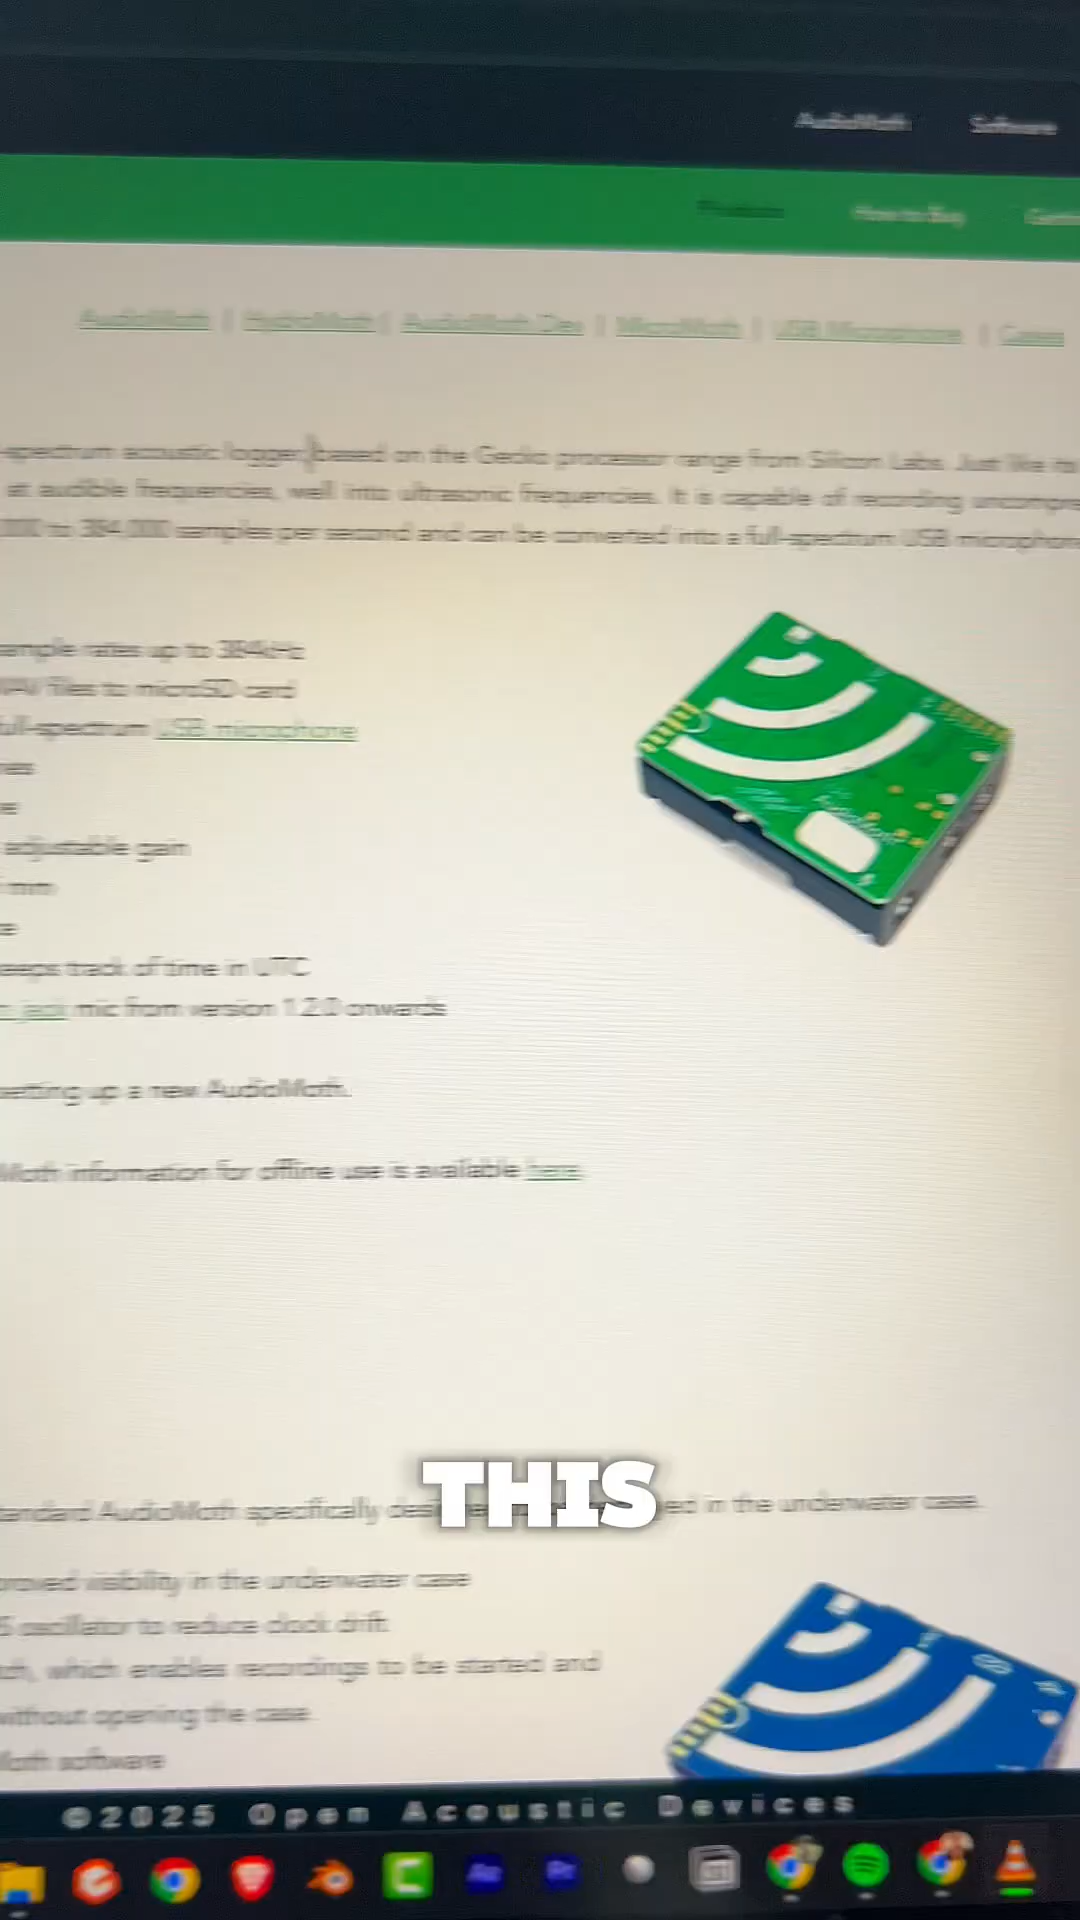 AudioMoth Software
Products How to Buy
AudioMoth | HydroMoth | AudioMoth Dev | MicroMoth | USB Microphone | Cases
-spectrum acoustic logger, based on the Gecko processor range from Silicon Labs. Just like its
at audible frequencies, well into ultrasonic frequencies. It is capable of recording uncompre
,000 to 384,000 samples per second and can be converted into a full-spectrum USB microphon
ample rates up to 384kHz
WAV files to microSD card
full-spectrum USB microphone
adjustable gain
mm
eeps track of time in UTC
jack mic from version 1.2.0 onwards
setting up a new AudioMoth.
Moth information for offline use is available here.
THIS
tandard AudioMoth specifically des ed in the underwater case.
proved visibility in the underwater case
S oscillator to reduce clock drift
tch, which enables recordings to be started and
without opening the case
Moth software
©2025 Open Acoustic Devices
Ae Pr